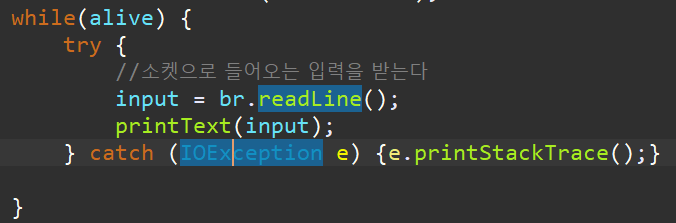 while(alive) {
try {
//소켓으로 들어오는 입력을 받는다
input = br.readLine();
printText(input);
} catch (IOException e) {e.printStackTrace();}
}